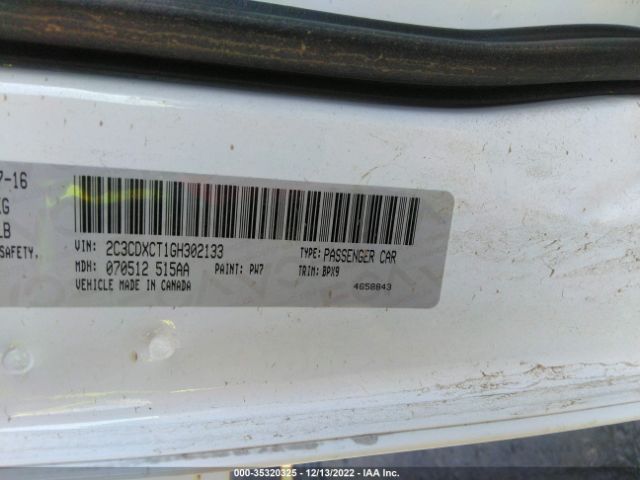 7-16
KG
LB
SAFETY.
VIN: 2C3CDXCT1GH302133
TYPE: PASSENGER CAR
MDH: 070512 515AA PAINT: PW7 TRIM: BPX9
VEHICLE MADE IN CANADA
4658843
000-35320325 - 12/13/2022 - IAA Inc.